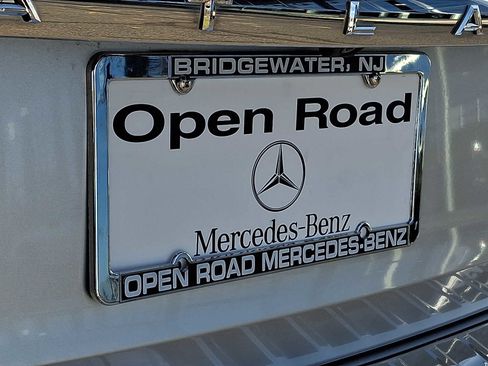 I L A
BRIDGEWATER, NJ
Open Road
Mercedes-Benz
OPEN ROAD MERCEDES-BENZ